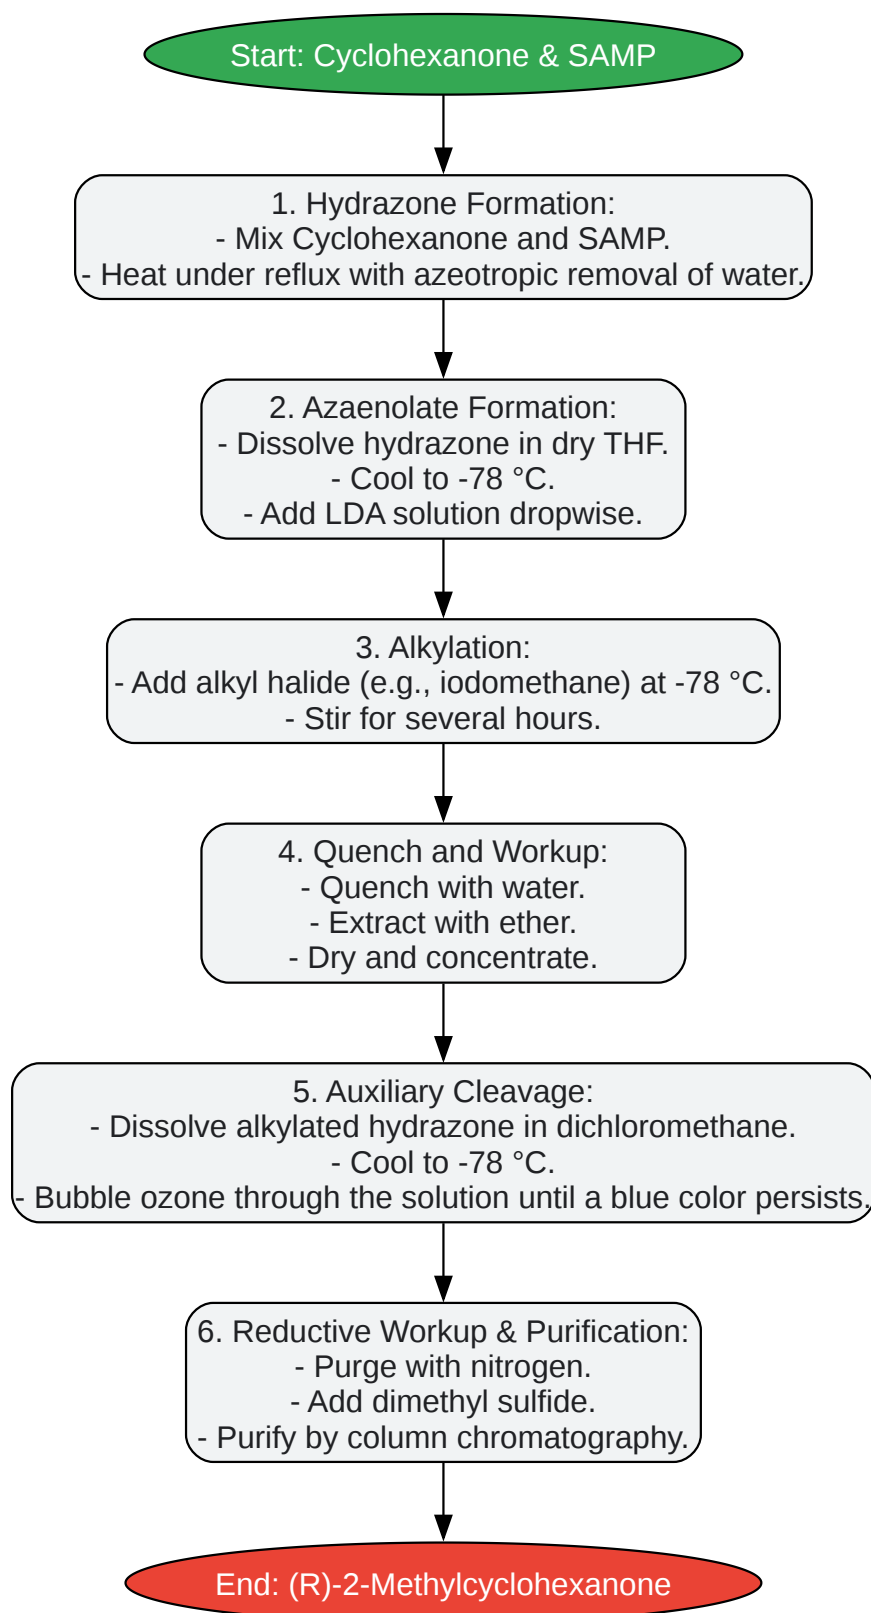 Start: Cyclohexanone & SAMP
1. Hydrazone Formation:
- Mix Cyclohexanone and SAMP.
- Heat under reflux with azeotropic removal of water.
2. Azaenolate Formation:
- Dissolve hydrazone in dry THF.
- Cool to -78 °C.
- Add LDA solution dropwise.
3. Alkylation:
- Add alkyl halide (e.g., iodomethane) at -78 °C.
- Stir for several hours.
4. Quench and Workup:
- Quench with water.
- Extract with ether.
- Dry and concentrate.
5. Auxiliary Cleavage:
- Dissolve alkylated hydrazone in dichloromethane.
- Cool to -78 °C.
- Bubble ozone through the solution until a blue color persists.
6. Reductive Workup & Purification:
- Purge with nitrogen.
- Add dimethyl sulfide.
- Purify by column chromatography.
End: (R)-2-Methylcyclohexanone